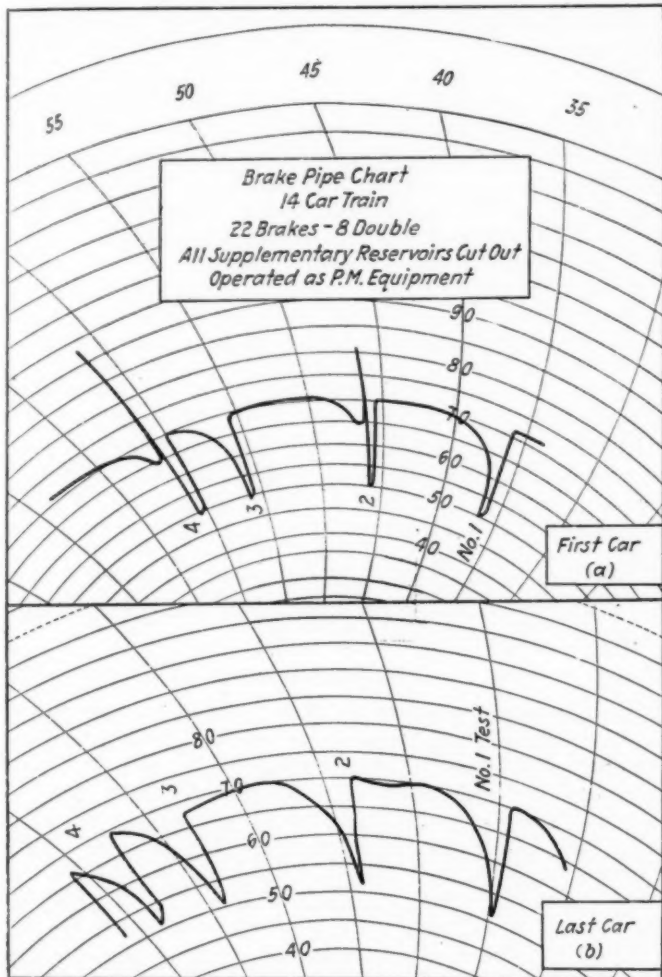 55
50
45
40
35
Brake Pipe Chart
14 Car Train
22 Brakes - 8 Double
All Supplementary Reservoirs Cut Out
Operated as P.M. Equipment
90
80
70
60
50
40
4
3
2
No.1
First Car
(a)
80
70
60
50
40
4
3
2
No.1 Test
Last Car
(b)